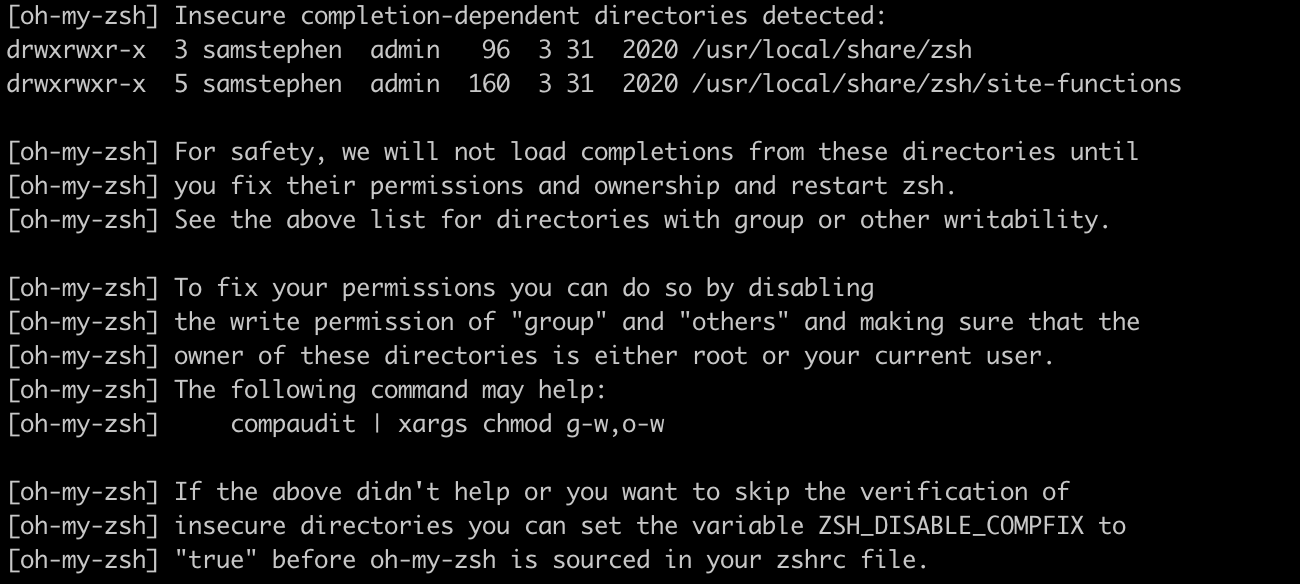 [oh-my-zsh] Insecure completion-dependent directories detected:
drwxrwxr-x  3 samstephen  admin   96  3 31  2020 /usr/local/share/zsh
drwxrwxr-x  5 samstephen  admin  160  3 31  2020 /usr/local/share/zsh/site-functions

[oh-my-zsh] For safety, we will not load completions from these directories until
[oh-my-zsh] you fix their permissions and ownership and restart zsh.
[oh-my-zsh] See the above list for directories with group or other writability.

[oh-my-zsh] To fix your permissions you can do so by disabling
[oh-my-zsh] the write permission of "group" and "others" and making sure that the
[oh-my-zsh] owner of these directories is either root or your current user.
[oh-my-zsh] The following command may help:
[oh-my-zsh]     compaudit | xargs chmod g-w,o-w

[oh-my-zsh] If the above didn't help or you want to skip the verification of
[oh-my-zsh] insecure directories you can set the variable ZSH_DISABLE_COMPFIX to
[oh-my-zsh] "true" before oh-my-zsh is sourced in your zshrc file.